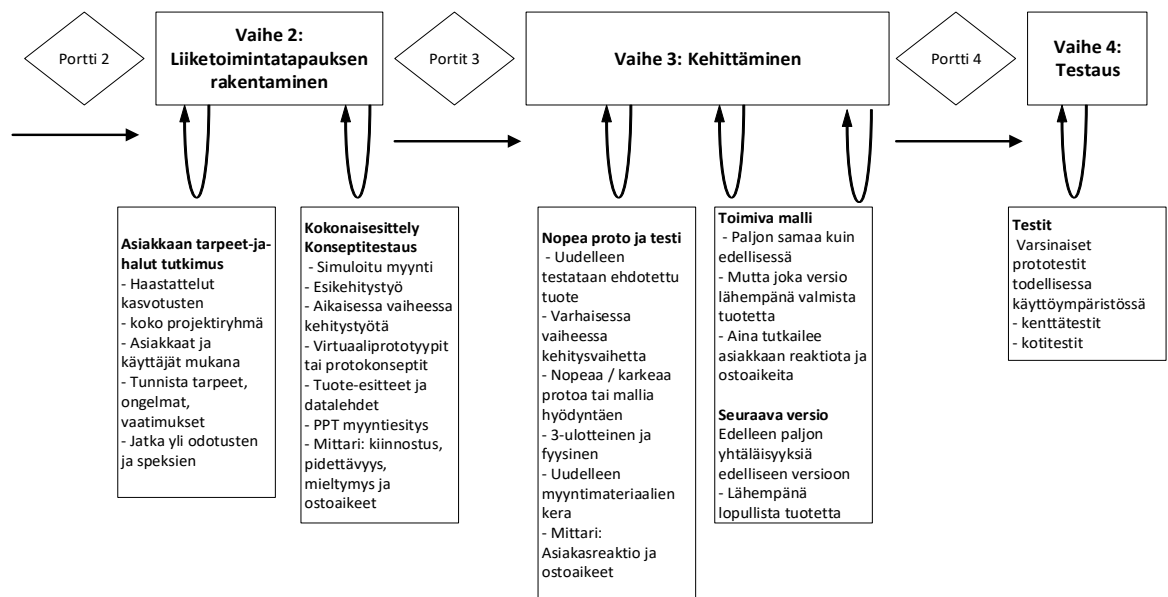 Portti 2
Vaihe 2:
Liiketoimintatapauksen
rakentaminen
Portit 3
Vaihe 3: Kehittäminen
Portti 4
Vaihe 4:
Testaus
Asiakkaan tarpeet-ja-
halut tutkimus
- Haastattelut
kasvotusten
- koko projektiryhmä
- Asiakkaat ja
käyttäjät mukana
- Tunnista tarpeet,
ongelmat,
vaatimukset
- Jatka yli odotusten
ja speksien
Kokonaisesittely
Konseptitestaus
- Simuloitu myynti
- Esikehitystyö
- Aikaisessa vaiheessa
kehitystyötä
- Virtuaaliprototyypit
tai protokonseptit
- Tuote-esitteet ja
datalehdet
- PPT myyntiesitys
- Mittari: kiinnostus,
pidettävyys,
mieltymys ja
ostoaikeet
Nopea proto ja testi
- Uudelleen
testataan ehdotettu
tuote
- Varhaisessa
vaiheessa
kehitysvaihetta
- Nopeaa / karkeaa
protoa tai mallia
hyödyntäen
- 3-ulotteinen ja
fyysinen
- Uudelleen
myyntimateriaalien
kera
- Mittari:
Asiakasreaktio ja
ostoaikeet
Toimiva malli
- Paljon samaa kuin
edellisessä
- Mutta joka versio
lähempänä valmista
tuotetta
- Aina tutkailee
asiakkaan reaktiota ja
ostoaikeita
Seuraava versio
Edelleen paljon
yhtäläisyyksiä
edelliseen versioon
- Lähempänä
lopullista tuotetta
Testit
Varsinaiset
prototestit
todellisessa
käyttöympäristössä
- kenttätestit
- kotitestit